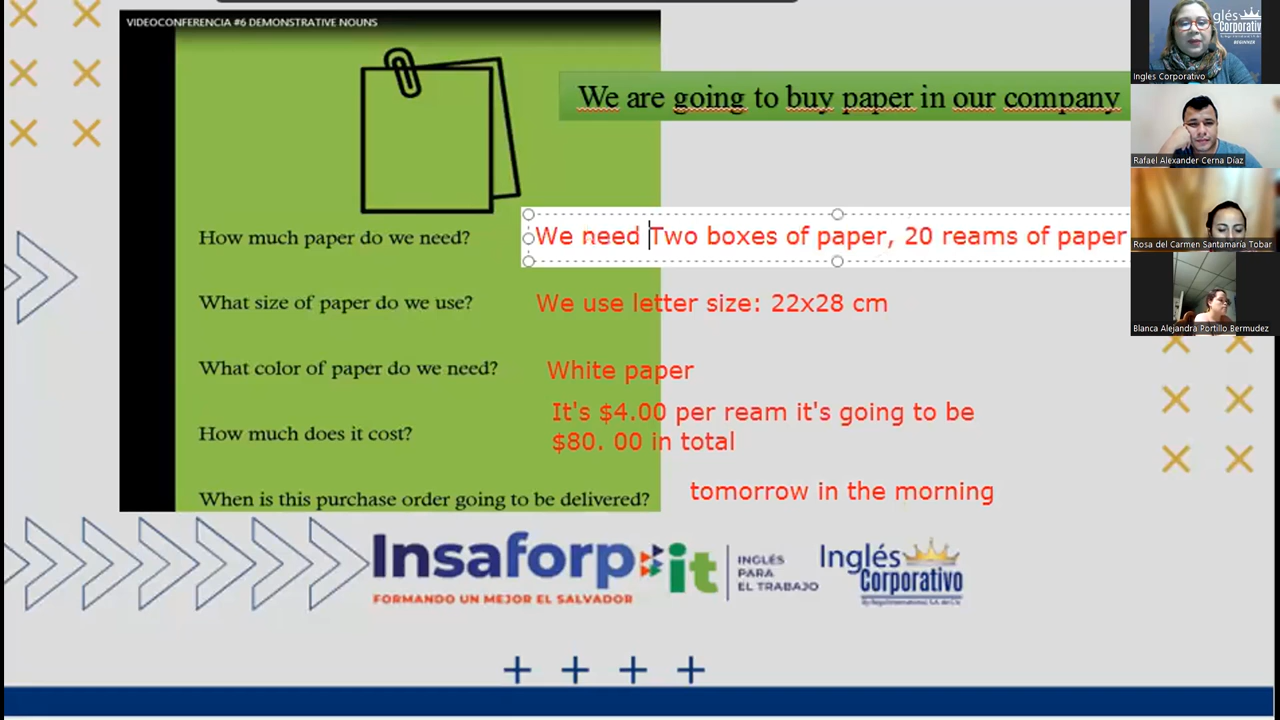 VIDEOCONFERENCIA #6 DEMONSTRATIVE NOUNS
We are going to buy paper in our company
How much paper do we need?
We need Two boxes of paper, 20 reams of paper
What size of paper do we use?
We use letter size: 22x28 cm
What color of paper do we need?
White paper
How much does it cost?
It's $4.00 per ream it's going to be
$80. 00 in total
When is this purchase order going to be delivered?
tomorrow in the morning
Insaforp
FORMANDO UN MEJOR EL SALVADOR
it
INGLÉS
PARA
EL TRABAJO
Inglés
Corporativo
glés
Corporativo
BEGINNER
Ingles Corporativo
Rafael Alexander Cerna Díaz
Rosa del Carmen Santamaría Tobar
Blanca Alejandra Portillo Bermudez